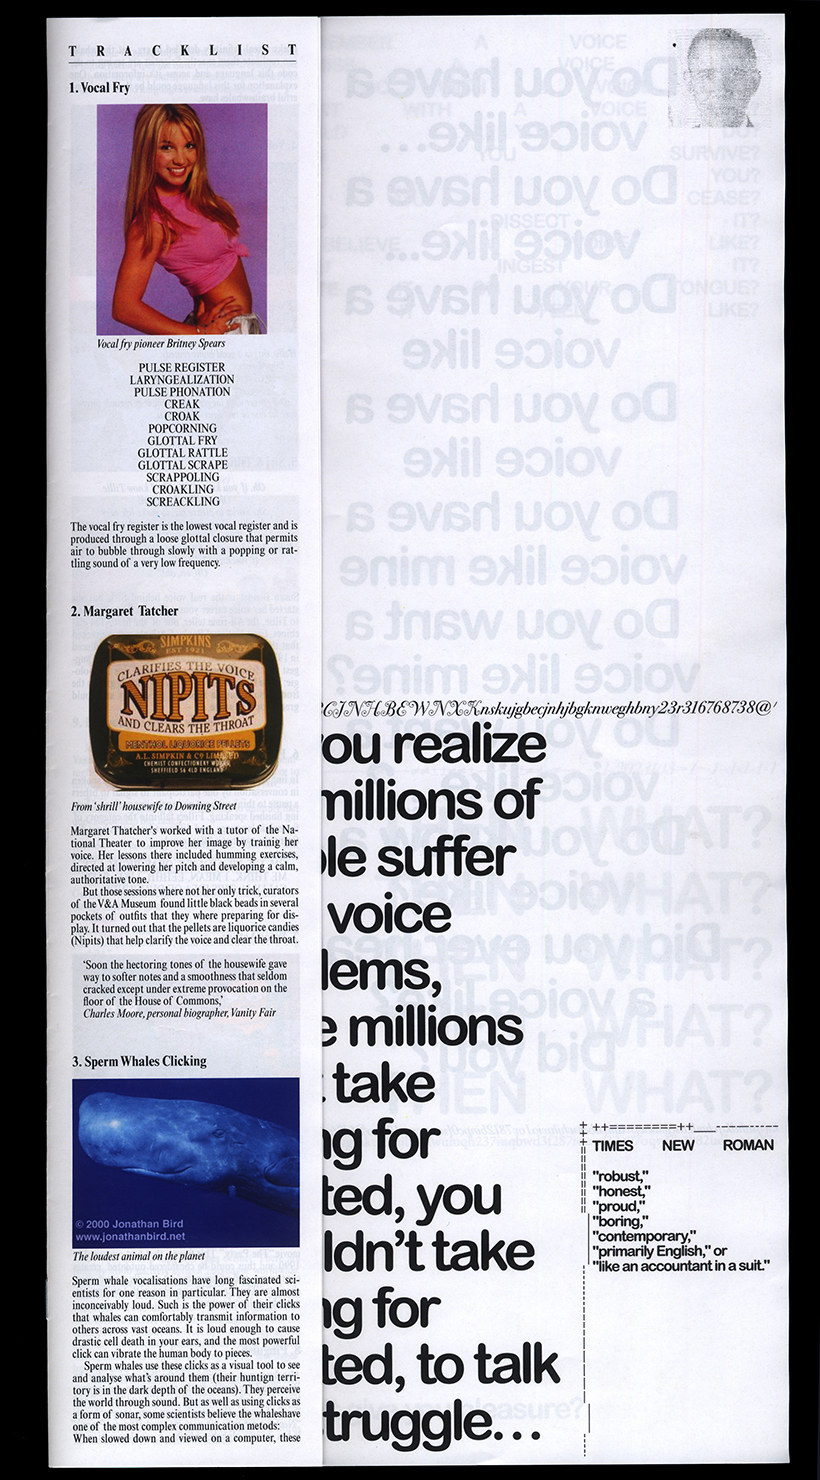 TRACKLIST
1. Vocal Fry
Vocal fry pioneer Britney Spears
PULSE REGISTER
LARYNGEALIZATION
PULSE PHONATION
CREAK
CROAK
POPCORNING
GLOTTAL FRY
GLOTTAL RATTLE
GLOTTAL SCRAPE
SCRAPPOLING
CROAKLING
SCREACKLING
The vocal fry register is the lowest vocal register and is
produced through a loose glottal closure that permits
air to bubble through slowly with a popping or rat-
tling sound of a very low frequency.
2. Margaret Tatcher
SIMPKINS
EST 1921
CLARIFIES THE VOICE
NIPITS
AND CLEARS THE THROAT
MENTHOL LIQUORICE PELLETS
A.L. SIMPKIN & CO LIMITED
CHEMIST CONFECTIONERY WORKS,
SHEFFIELD S6 4LD ENGLAND
From 'shrill' housewife to Downing Street
Margaret Thatcher's worked with a tutor of the Na-
tional Theater to improve her image by trainig her
voice. Her lessons there included humming exercises,
directed at lowering her pitch and developing a calm,
authoritative tone.
But those sessions where not her only trick, curators
of the V&A Museum found little black beads in several
pockets of outfits that they where preparing for dis-
play. It turned out that the pellets are liquorice candies
(Nipits) that help clarify the voice and clear the throat.
'Soon the hectoring tones of the housewife gave
way to softer notes and a smoothness that seldom
cracked except under extreme provocation on the
floor of the House of Commons,'
Charles Moore, personal biographer, Vanity Fair
3. Sperm Whales Clicking
© 2000 Jonathan Bird
www.jonathanbird.net
The loudest animal on the planet
Sperm whale vocalisations have long fascinated sci-
entists for one reason in particular. They are almost
inconceivably loud. Such is the power of their clicks
that whales can comfortably transmit information to
others across vast oceans. It is loud enough to cause
drastic cell death in your ears, and the most powerful
click can vibrate the human body to pieces.
Sperm whales use these clicks as a visual tool to see
and analyse what's around them (their huntign terri-
tory is in the dark depth of the oceans). They perceive
the world through sound. But as well as using clicks as
a form of sonar, some scientists believe the whaleshave
one of the most complex communication metods:
When slowed down and viewed on a computer, these
Do you have a
voice like...
Do you have a
voice like...
Do you have a
voice like
Do you have a
voice like
Do you have a
voice like mine
Do you want a
voice like mine?
CJNHBEWNXKnskujgbecjnhjbgknweghbny23r316768738@
ou realize
millions of
le suffer
voice
lems,
e millions
take
ng for
ted, you
ldn't take
ng for
ted, to talk
truggle...
TIMES NEW ROMAN
"robust,"
"honest,"
"proud,"
"boring,"
"contemporary,"
"primarily English," or
"like an accountant in a suit."